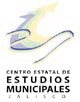 CENTRO ESTATAL DE
ESTUDIOS
MUNICIPALES
JALISCO